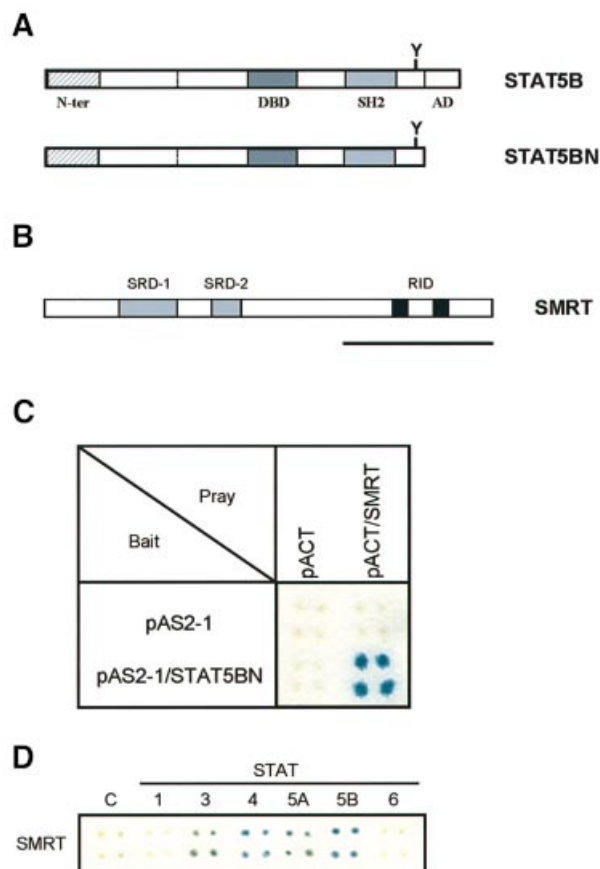 A
Y
STAT5B
N-ter DBD SH2 AD
Y
STAT5BN
B
SRD-1 SRD-2 RID
SMRT
C
Pray
Bait
pACT
pACT/SMRT
pAS2-1
pAS2-1/STAT5BN
D
STAT
C 1 3 4 5A 5B 6
SMRT